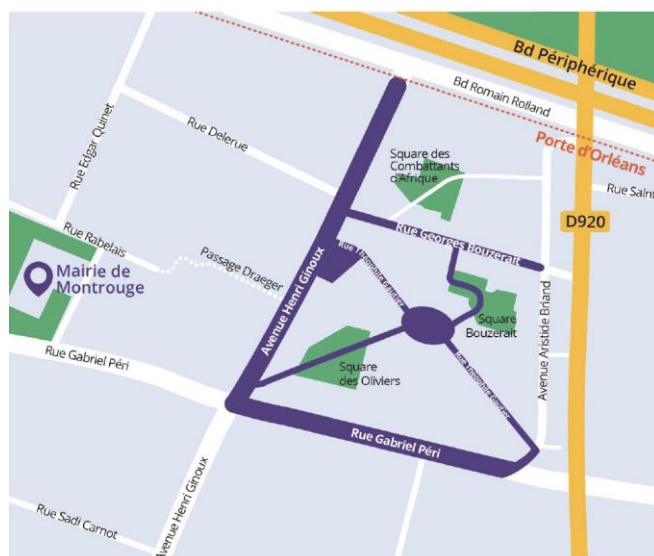 Bd Périphérique
Bd Romain Rolland
Porte d'Orléans
Rue Edgar Quinet
Rue Delerue
Square des
Combattants
d'Afrique
Rue Saint
D920
Rue Georges Bouzerait
Rue Théophile Gautier
Rue Rabelais
Passage Draeger
Mairie de
Montrouge
Avenue Henri Ginoux
Square
Bouzerait
Avenue Aristide Briand
Rue Gabriel Péri
Square
des Oliviers
Rue Théophile Gautier
Rue Gabriel Péri
Rue Sadi Carnot
Avenue Henri Ginoux